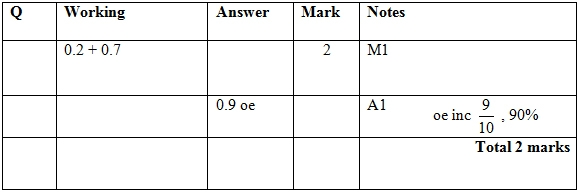 Q Working Answer Mark Notes
0.2 + 0.7 2 M1
0.9 oe A1 oe inc 9/10 , 90%
Total 2 marks